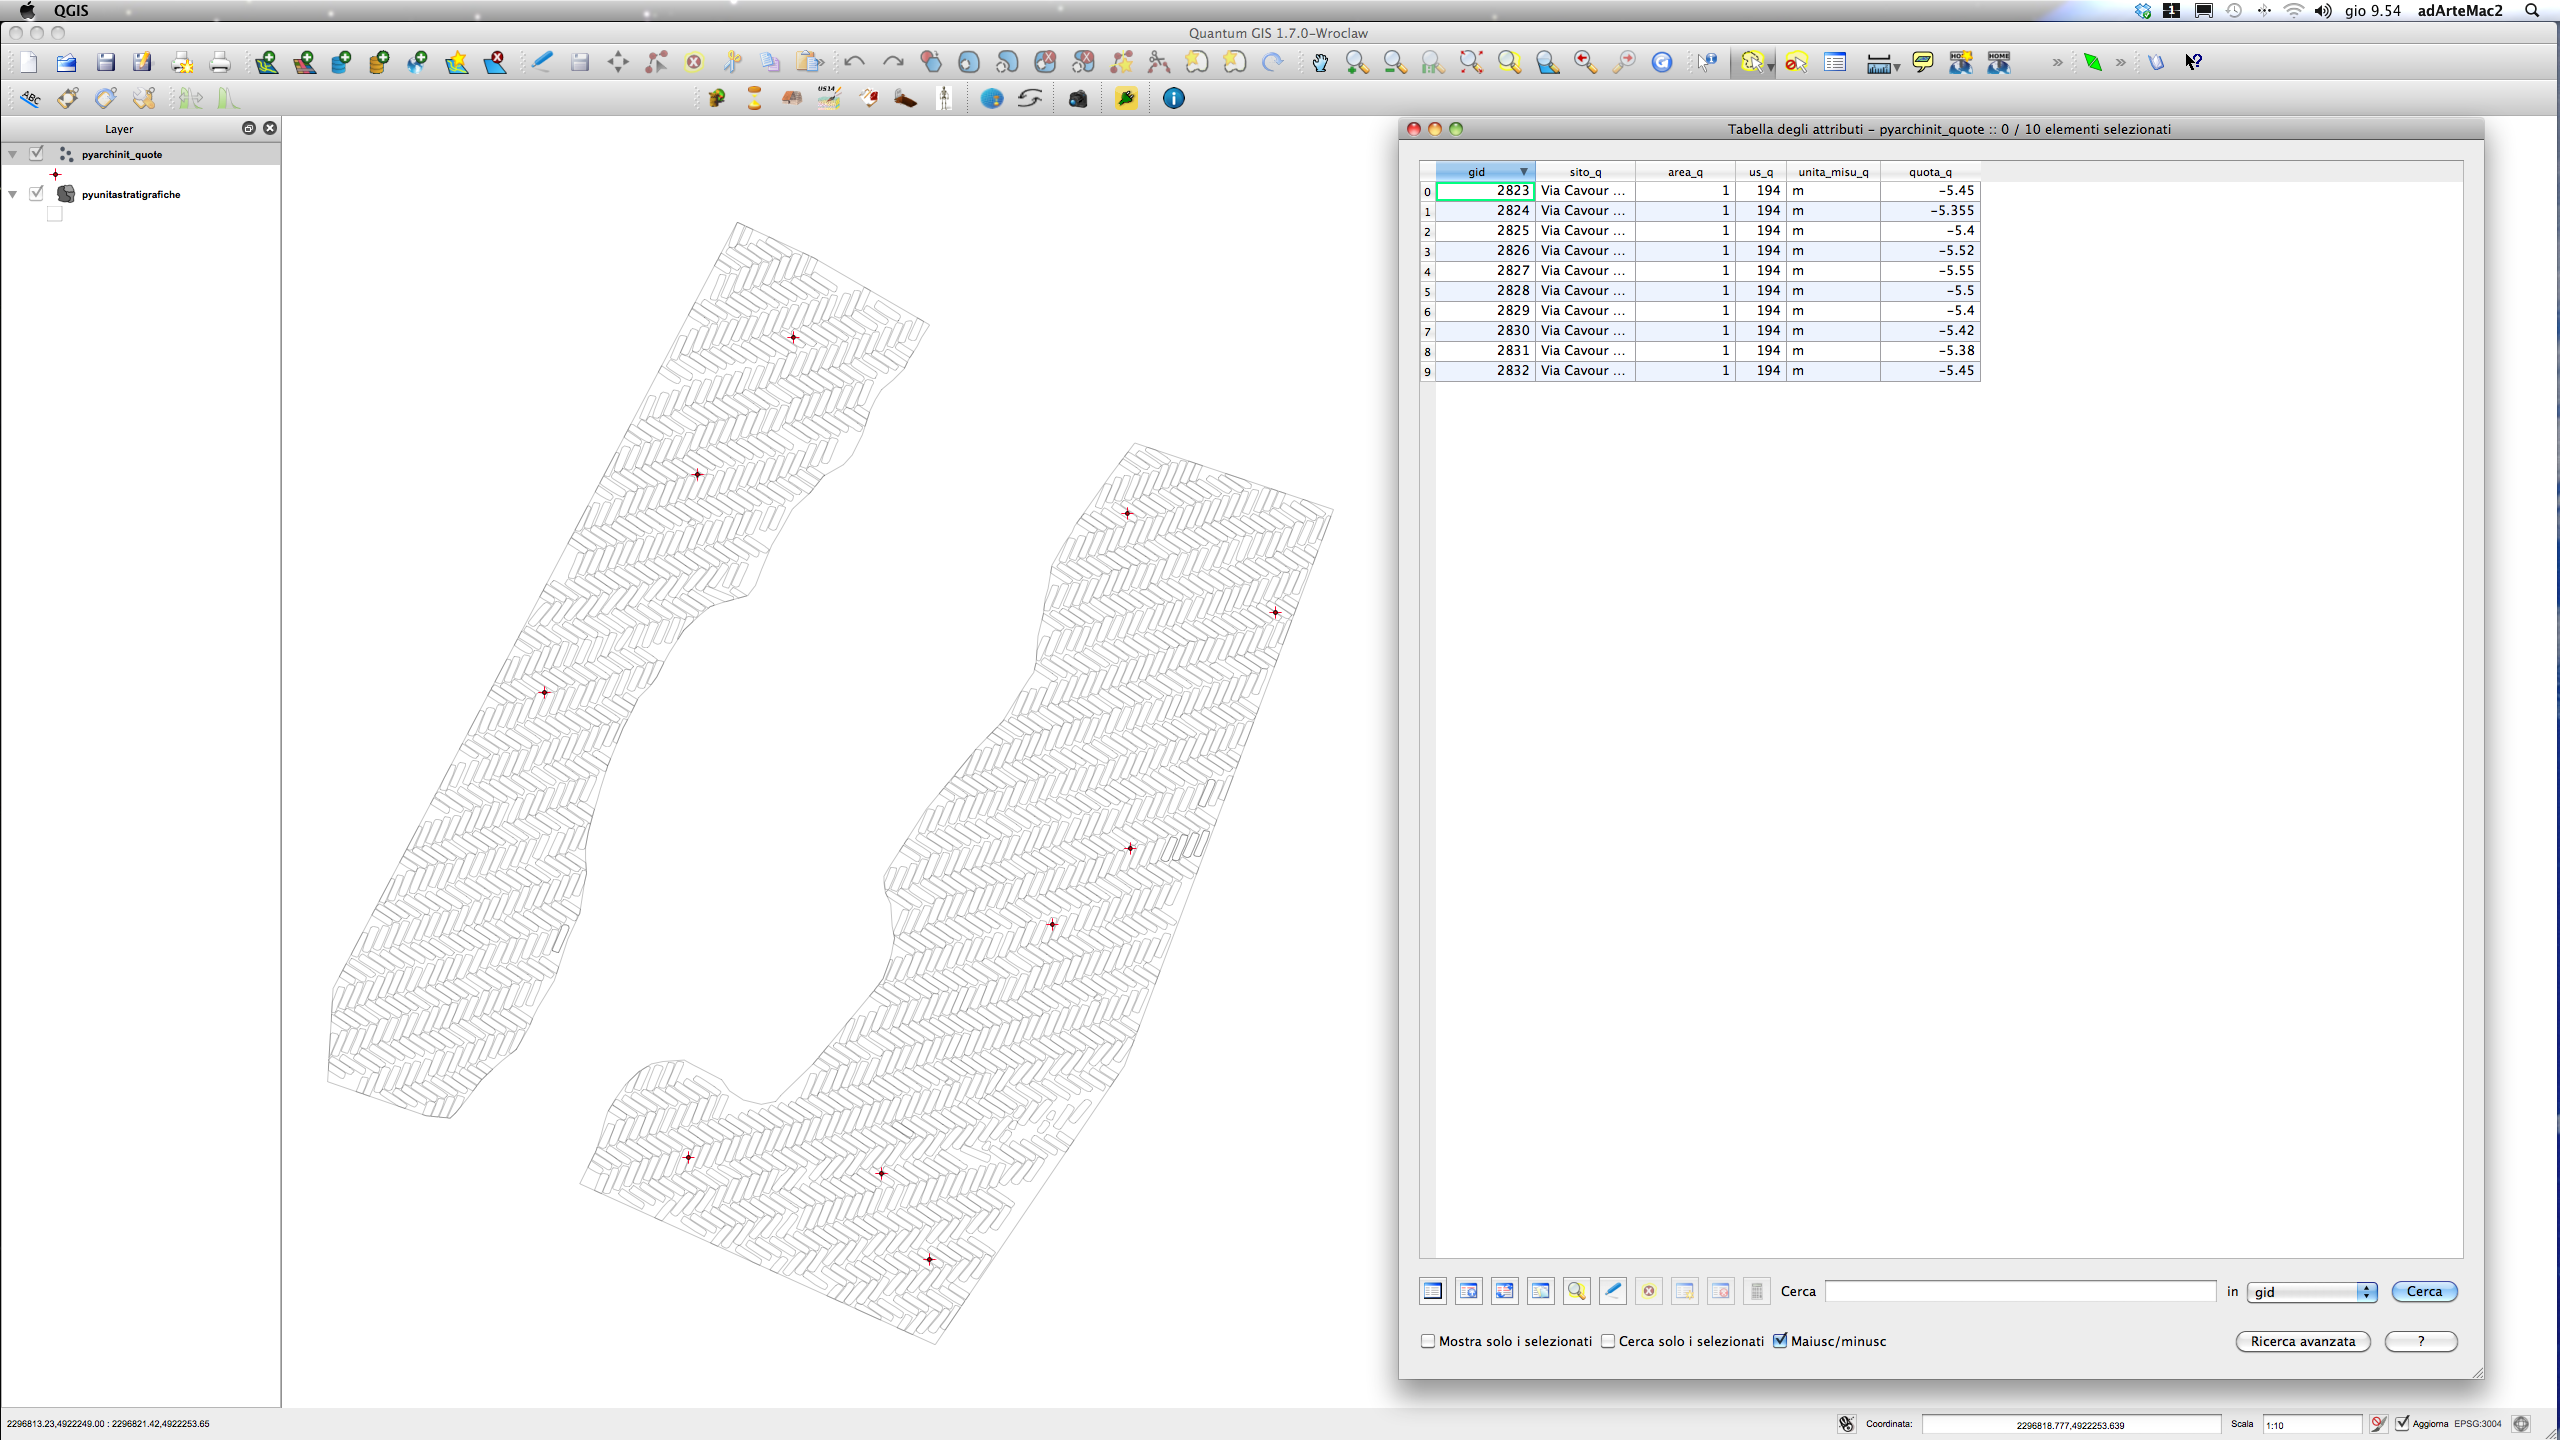 QGIS
gio 9.54 adArteMac2
Quantum GIS 1.7.0-Wroclaw
ABC
US14
Layer
pyarchinit_quote
pyunitastratigrafiche
Tabella degli attributi - pyarchinit_quote :: 0 / 10 elementi selezionati
gid sito_q area_q us_q unita_misu_q quota_q
0 2823 Via Cavour ... 1 194 m -5.45
1 2824 Via Cavour ... 1 194 m -5.355
2 2825 Via Cavour ... 1 194 m -5.4
3 2826 Via Cavour ... 1 194 m -5.52
4 2827 Via Cavour ... 1 194 m -5.55
5 2828 Via Cavour ... 1 194 m -5.5
6 2829 Via Cavour ... 1 194 m -5.4
7 2830 Via Cavour ... 1 194 m -5.42
8 2831 Via Cavour ... 1 194 m -5.38
9 2832 Via Cavour ... 1 194 m -5.45
Cerca in gid Cerca
Mostra solo i selezionati Cerca solo i selezionati Maiusc/minusc Ricerca avanzata ?
2296813.23,4922249.00 : 2296821.42,4922253.65 Coordinata: 2296818.777,4922253.639 Scala 1:10 Aggiorna EPSG:3004